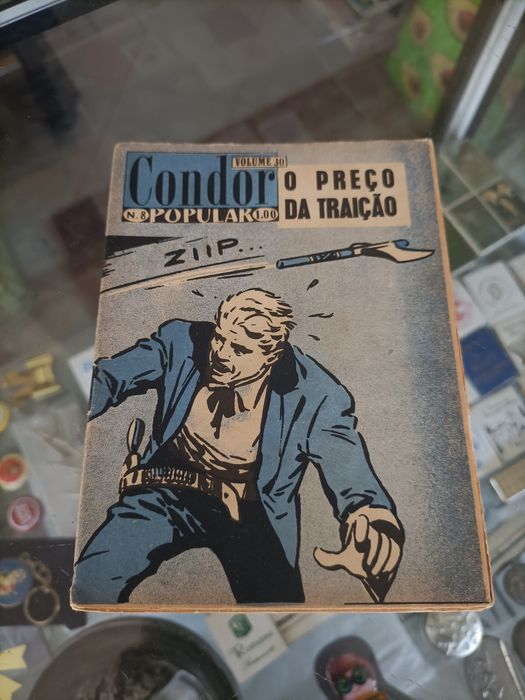 VOLUME 30
Condor
N. 8 POPULAR 1.00
O PREÇO
DA TRAIÇÃO
ZIIP...